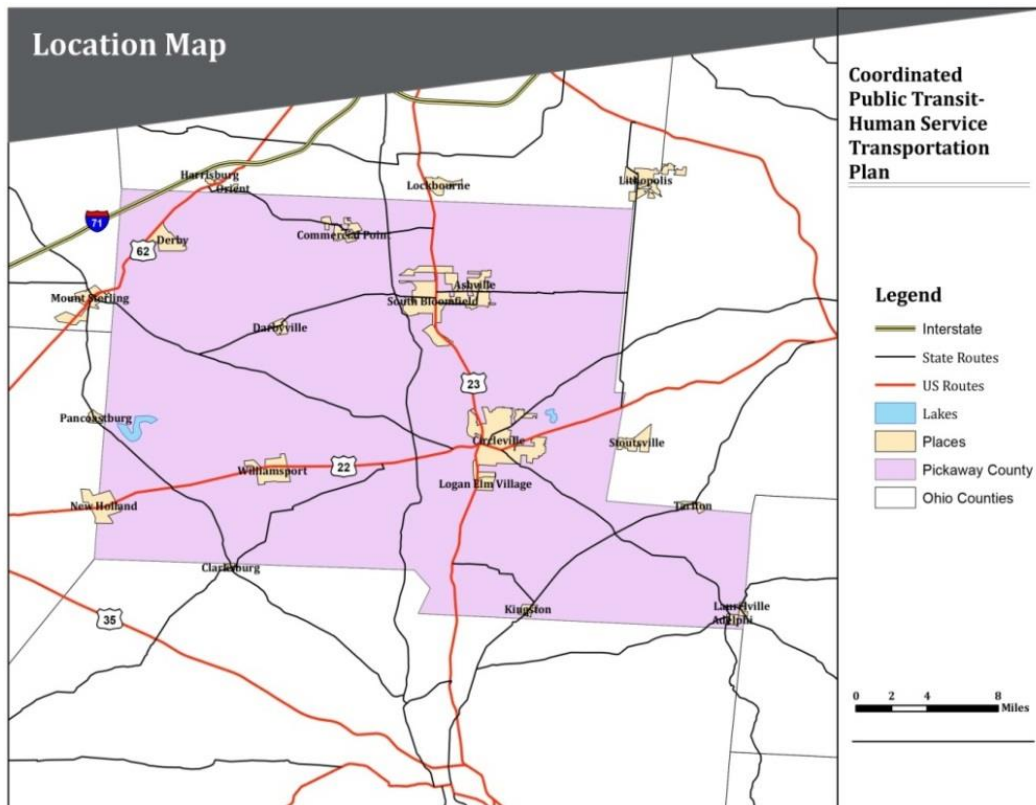 Location Map
Coordinated
Public Transit-
Human Service
Transportation
Plan
Legend
Interstate
State Routes
US Routes
Lakes
Places
Pickaway County
Ohio Counties
0 2 4 8
Miles
Harrisburg
Orient
Lockbourne
Lithopolis
71
62
Derby
Commercial Point
Mount Sterling
Ashville
South Bloomfield
Darbyville
23
Pancoastburg
Circleville
Stoutsville
Williamsport
22
Logan Elm Village
New Holland
Tarlton
Clarksburg
35
Kingston
Laurelville
Adelphi